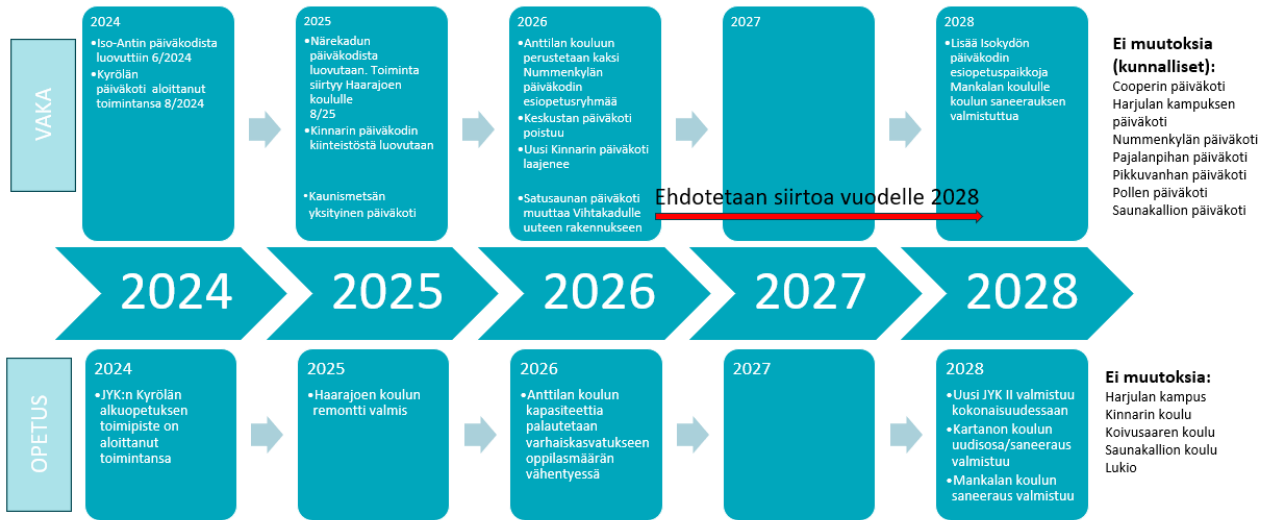 VAKA
2024
•Iso-Antin päiväkodista
luovuttiin 6/2024
•Kyrölän
päiväkoti aloittanut
toimintansa 8/2024
2025
•Närekadun
päiväkodista
luovutaan. Toiminta
siirtyy Haarajoen
koululle
8/25
•Kinnarin päiväkodin
kiinteistöstä luovutaan
•Kaunismetsän
yksityinen päiväkoti
2026
•Anttilan kouluun
perustetaan kaksi
Nummenkylän
päiväkodin
esiopetusryhmää
•Keskustan päiväkoti
poistuu
•Uusi Kinnarin päiväkoti
laajenee
•Satusaunan päiväkoti
muuttaa Vihtakadulle
uuteen rakennukseen
2027
Ehdotetaan siirtoa vuodelle 2028
2028
•Lisää Isokydön
päiväkodin
esiopetuspaikkoja
Mankalan koululle
koulun saneerauksen
valmistuttua
Ei muutoksia
(kunnalliset):
Cooperin päiväkoti
Harjulan kampuksen
päiväkoti
Nummenkylän päiväkoti
Pajalanpihan päiväkoti
Pikkuvanhan päiväkoti
Pollen päiväkoti
Saunakallion päiväkoti
2024
2025
2026
2027
2028
OPETUS
2024
•JYK:n Kyrölän
alkuopetuksen
toimipiste on
aloittanut
toimintansa
2025
•Haarajoen koulun
remontti valmis
2026
•Anttilan koulun
kapasiteettia
palautetaan
varhaiskasvatukseen
oppilasmäärän
vähentyessä
2027
2028
•Uusi JYK II valmistuu
kokonaisuudessaan
•Kartanon koulun
uudisosa/saneeraus
valmistuu
•Mankalan koulun
saneeraus valmistuu
Ei muutoksia:
Harjulan kampus
Kinnarin koulu
Koivusaaren koulu
Saunakallion koulu
Lukio